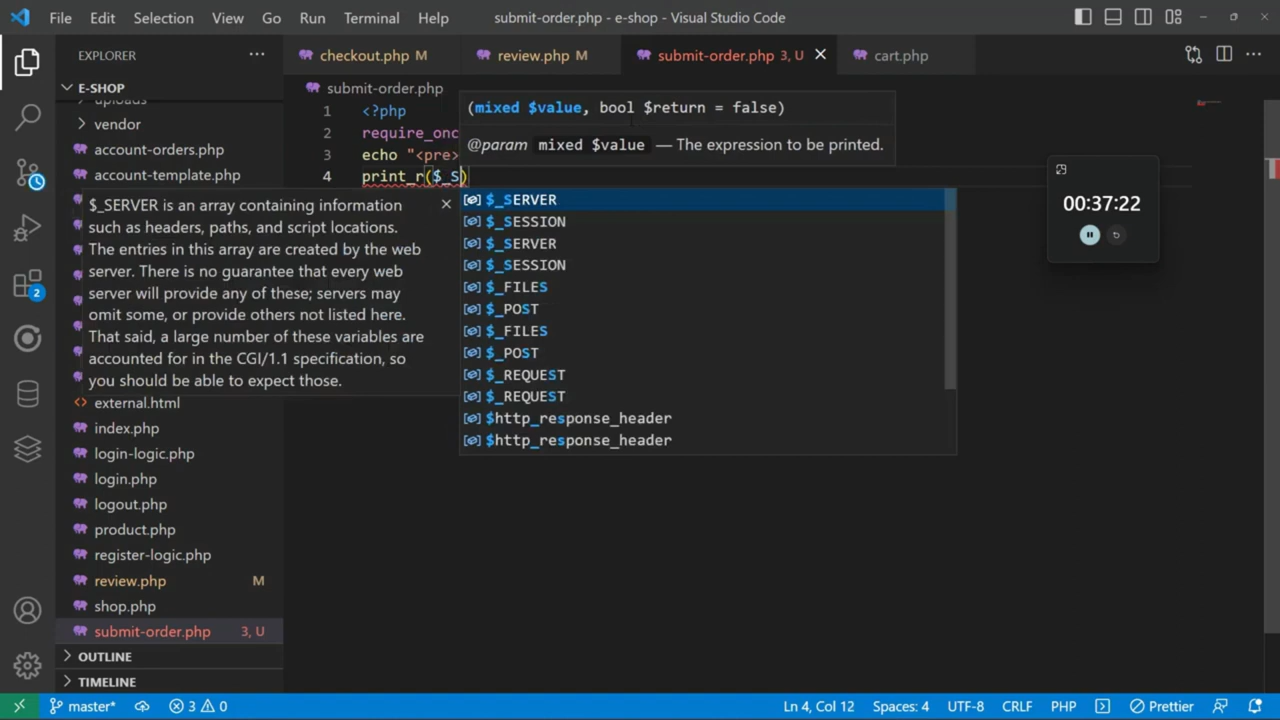 File Edit Selection View Go Run Terminal Help submit-order.php - e-shop - Visual Studio Code
EXPLORER
checkout.php M review.php M submit-order.php 3, U cart.php
E-SHOP
submit-order.php
uploads
vendor
account-orders.php
account-template.php
1 <?php
2 require_onc
3 echo "<pre>
4 print_r($_S)
(mixed $value, bool $return = false)
@param mixed $value — The expression to be printed.
00:37:22
$_SERVER is an array containing information
such as headers, paths, and script locations.
The entries in this array are created by the web
server. There is no guarantee that every web
server will provide any of these; servers may
omit some, or provide others not listed here.
That said, a large number of these variables are
accounted for in the CGI/1.1 specification, so
you should be able to expect those.
$_SERVER
$_SESSION
$_SERVER
$_SESSION
$_FILES
$_POST
$_FILES
$_POST
$_REQUEST
$_REQUEST
$http_response_header
$http_response_header
2
external.html
index.php
login-logic.php
login.php
logout.php
product.php
register-logic.php
review.php M
shop.php
submit-order.php 3, U
OUTLINE
TIMELINE
master* 3 0 Ln 4, Col 12 Spaces: 4 UTF-8 CRLF PHP Prettier